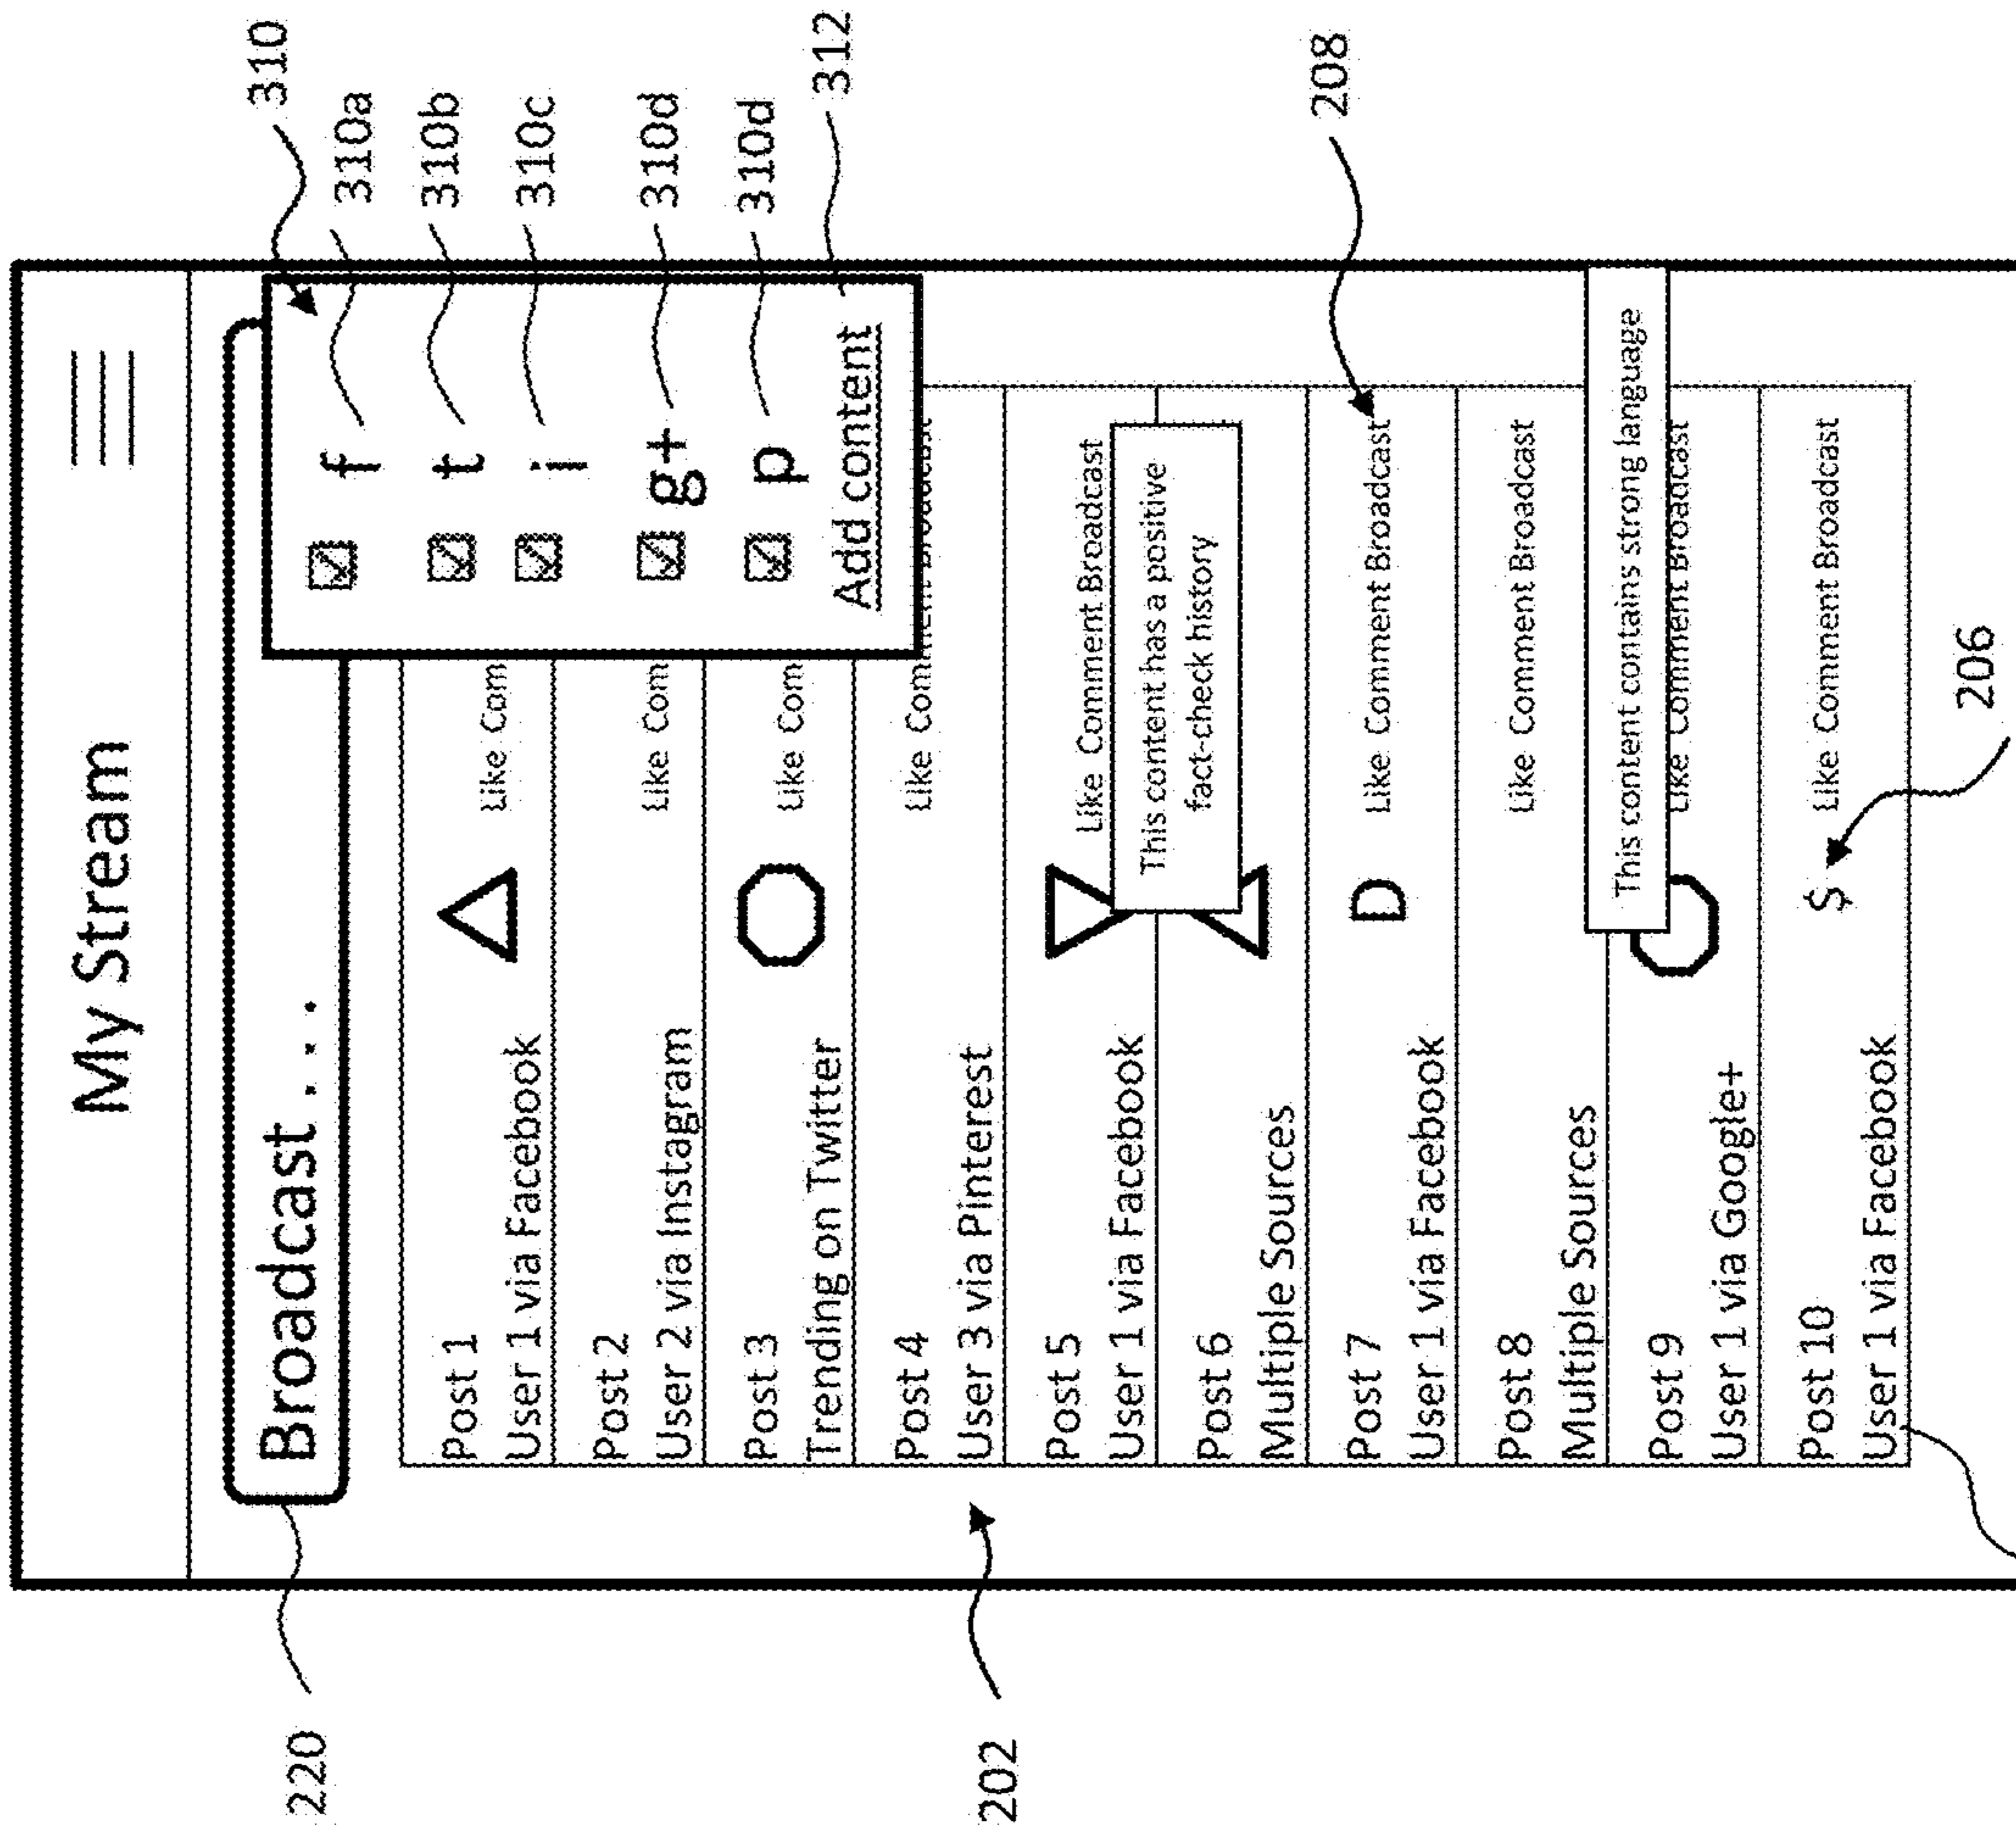 My Stream
Broadcast . . .
310
310a
310b
310c
310d
310d
312
f
t
i
g+
p
Add content
220
202
208
206
Post 1
User 1 via Facebook
Like Com
Post 2
User 2 via Instagram
Like Com
Post 3
Trending on Twitter
Like Com
Post 4
User 3 via Pinterest
Like Comment Broadcast
Post 5
User 1 via Facebook
Like Comment Broadcast
This content has a positive
fact-check history
Post 6
Multiple Sources
Post 7
User 1 via Facebook
D
Like Comment Broadcast
Post 8
Multiple Sources
Like Comment Broadcast
This content contains strong language
Post 9
User 1 via Google+
Like Comment Broadcast
Post 10
User 1 via Facebook
$
Like Comment Broadcast